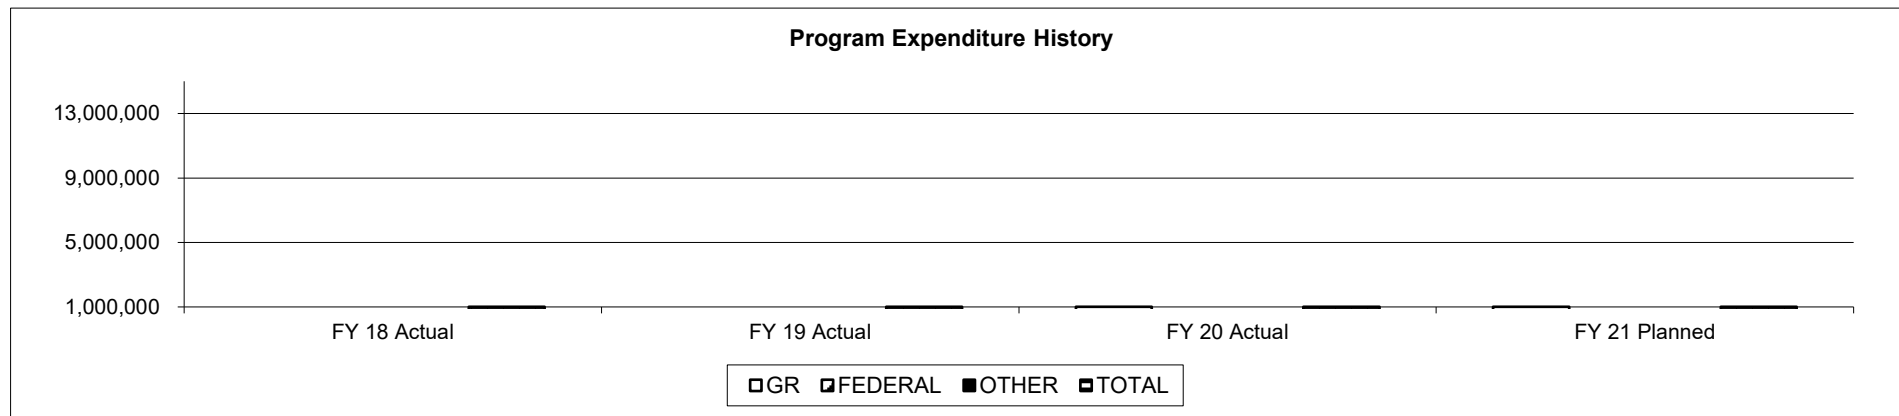 Program Expenditure History
13,000,000
9,000,000
5,000,000
1,000,000
FY 18 Actual FY 19 Actual FY 20 Actual FY 21 Planned
GR FEDERAL OTHER TOTAL